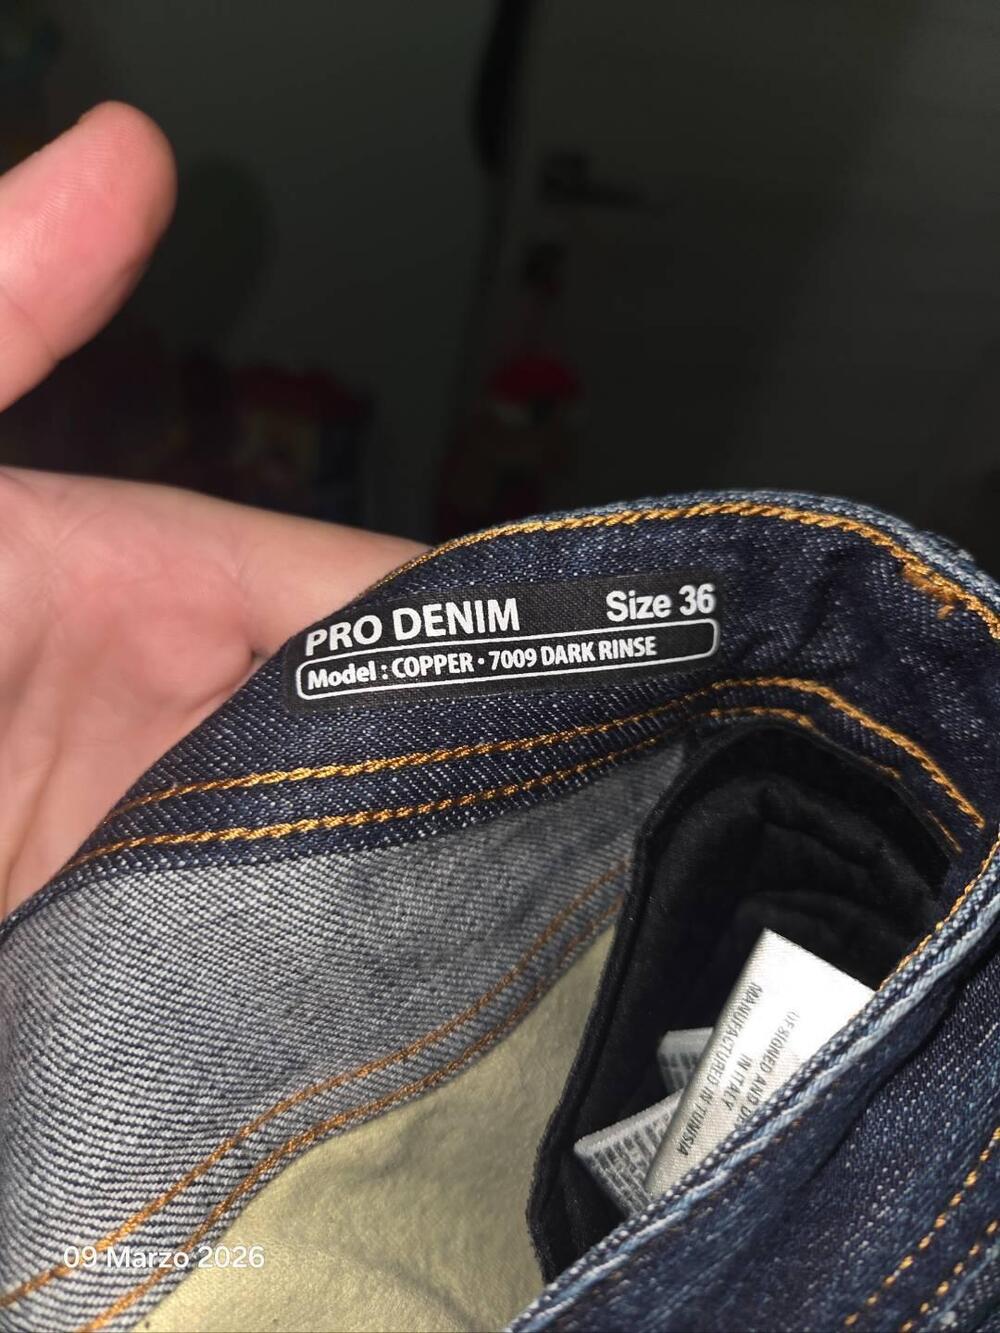 PRO DENIM Size 36
Model : COPPER • 7009 DARK RINSE
DESIGNED AND D
IN ITALY
MANUFACTURED IN TUNISIA
09 Marzo 2026